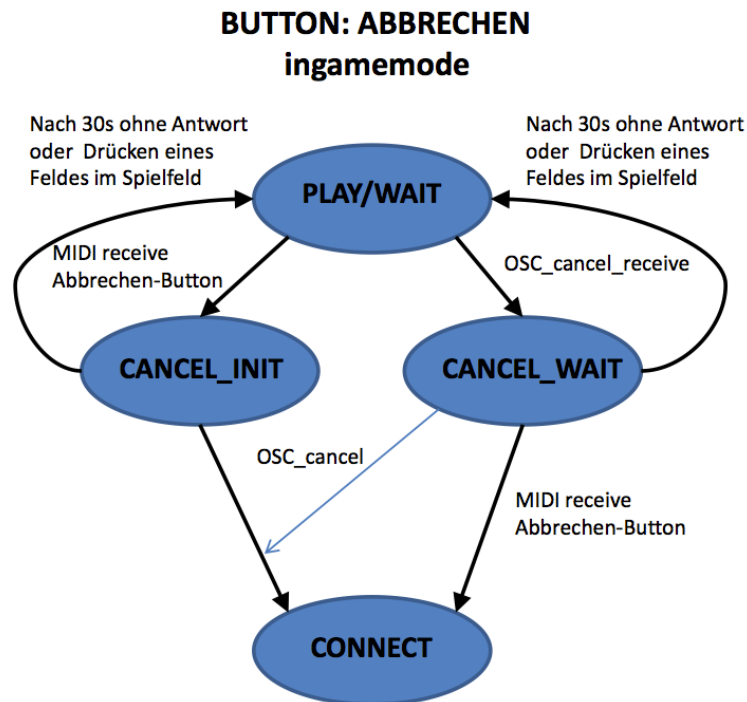 BUTTON: ABBRECHEN
ingamemode
Nach 30s ohne Antwort
oder Drücken eines
Feldes im Spielfeld
Nach 30s ohne Antwort
oder Drücken eines
Feldes im Spielfeld
PLAY/WAIT
MIDI receive
Abbrechen-Button
OSC_cancel_receive
CANCEL_INIT
CANCEL_WAIT
OSC_cancel
MIDI receive
Abbrechen-Button
CONNECT